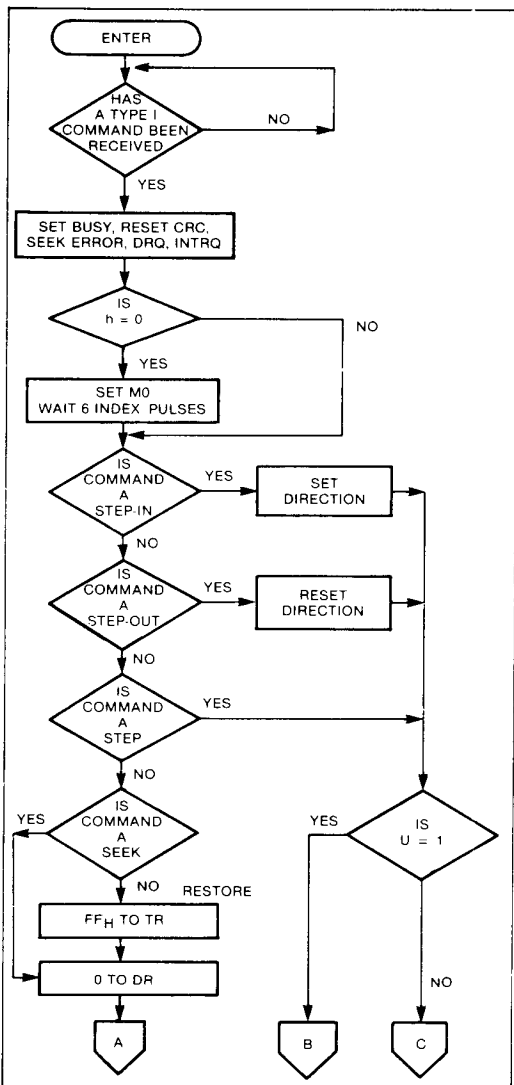 ENTER
HAS
A TYPE I
COMMAND BEEN
RECEIVED
NO
YES
SET BUSY, RESET CRC,
SEEK ERROR, DRQ, INTRQ
IS
h = 0
NO
YES
SET M0
WAIT 6 INDEX PULSES
IS
COMMAND
A
STEP-IN
YES
SET
DIRECTION
NO
IS
COMMAND
A
STEP-OUT
YES
RESET
DIRECTION
NO
IS
COMMAND
A
STEP
YES
NO
IS
COMMAND
A
SEEK
YES
NO
RESTORE
FFH TO TR
0 TO DR
A
IS
U = 1
YES
NO
B
C